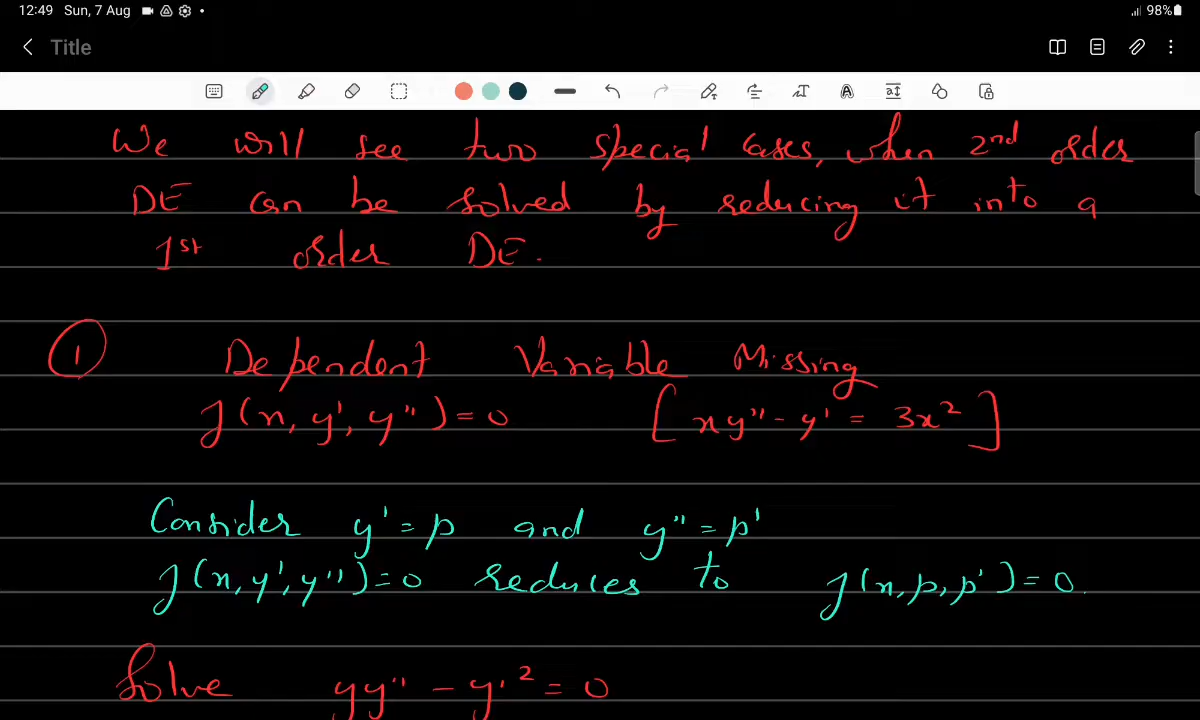 12:49 Sun, 7 Aug 98%
Title
We will see two special cases, when 2nd order
DE can be solved by reducing it into a
1st order DE.
① Dependent Variable Missing
f(x, y', y'') = 0 [xy'' - y' = 3x²]
Consider y' = p and y'' = p'
f(x, y', y'') = 0 reduces to f(x, p, p') = 0.
Solve yy'' - y'² = 0